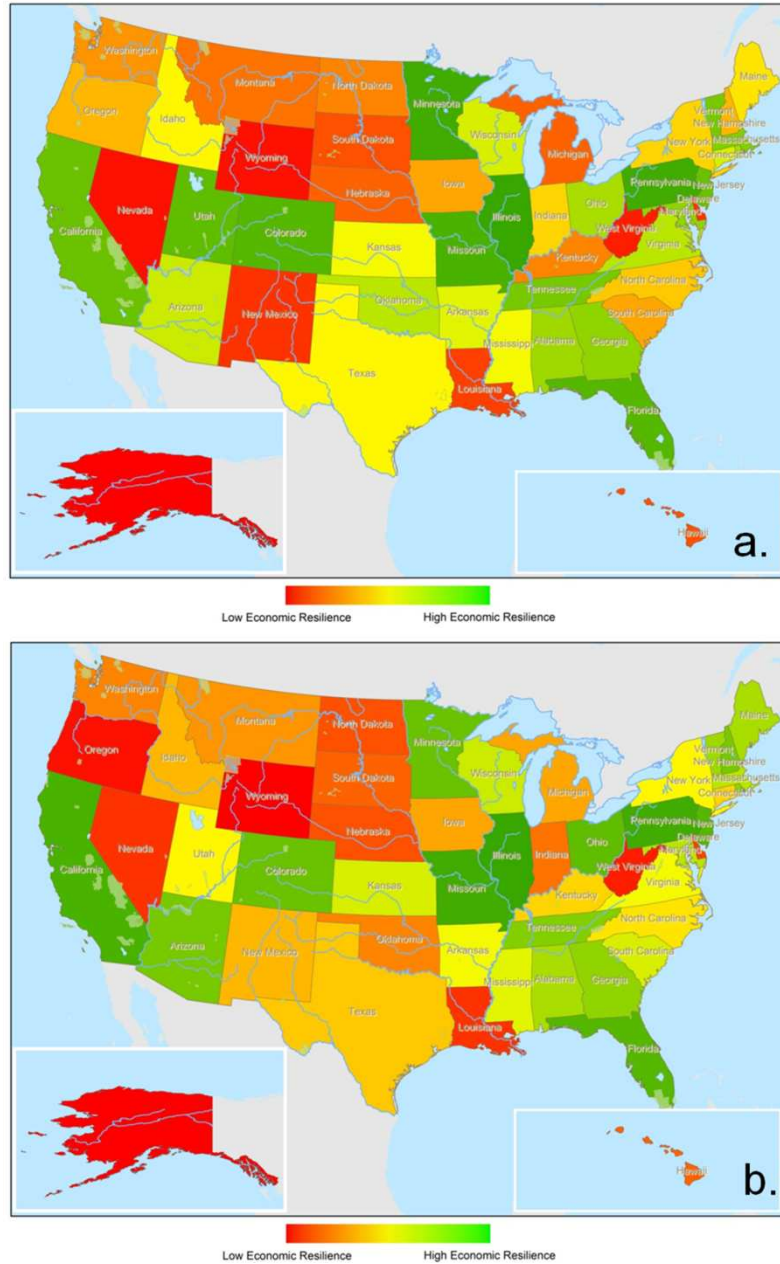 Washington
Montana
North Dakota
Minnesota
Maine
Oregon
Idaho
Wisconsin
Vermont
New Hampshire
South Dakota
Michigan
New York
Massachusetts
Wyoming
Connecticut
Nebraska
Iowa
Pennsylvania
New Jersey
Nevada
Utah
Illinois
Indiana
Ohio
Delaware
Maryland
California
Colorado
Kansas
Missouri
West Virginia
Virginia
Kentucky
Arizona
New Mexico
Oklahoma
Arkansas
Tennessee
North Carolina
South Carolina
Texas
Mississippi
Alabama
Georgia
Louisiana
Florida
Hawaii
a.
Low Economic Resilience High Economic Resilience
Washington
Montana
North Dakota
Minnesota
Maine
Oregon
Idaho
Wisconsin
Vermont
New Hampshire
South Dakota
Michigan
New York
Massachusetts
Wyoming
Connecticut
Nebraska
Iowa
Pennsylvania
New Jersey
Nevada
Utah
Illinois
Indiana
Ohio
Delaware
Maryland
California
Colorado
Kansas
Missouri
West Virginia
Virginia
Kentucky
Arizona
New Mexico
Oklahoma
Arkansas
Tennessee
North Carolina
South Carolina
Texas
Mississippi
Alabama
Georgia
Louisiana
Florida
Hawaii
b.
Low Economic Resilience High Economic Resilience